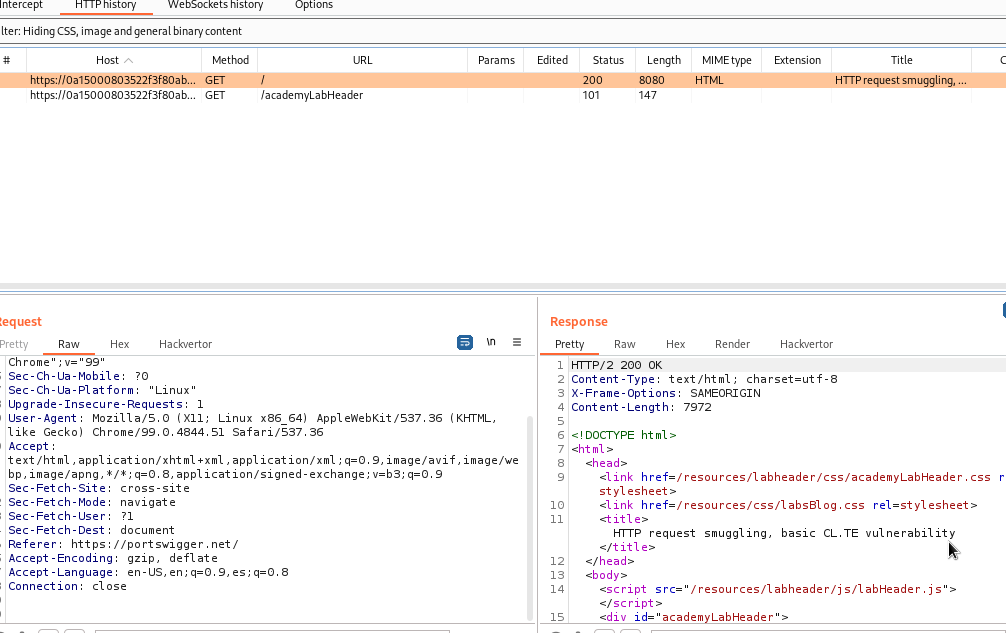 Intercept HTTP history WebSockets history Options
lter: Hiding CSS, image and general binary content
# Host Method URL Params Edited Status Length MIME type Extension Title C
https://0a15000803522f3f80ab... GET / 200 8080 HTML HTTP request smuggling, ...
https://0a15000803522f3f80ab... GET /academyLabHeader 101 147
Request
Pretty Raw Hex Hackvertor \n
Chrome";v="99"
Sec-Ch-Ua-Mobile: ?0
Sec-Ch-Ua-Platform: "Linux"
Upgrade-Insecure-Requests: 1
User-Agent: Mozilla/5.0 (X11; Linux x86_64) AppleWebKit/537.36 (KHTML,
like Gecko) Chrome/99.0.4844.51 Safari/537.36
Accept:
text/html,application/xhtml+xml,application/xml;q=0.9,image/avif,image/we
bp,image/apng,*/*;q=0.8,application/signed-exchange;v=b3;q=0.9
Sec-Fetch-Site: cross-site
Sec-Fetch-Mode: navigate
Sec-Fetch-User: ?1
Sec-Fetch-Dest: document
Referer: https://portswigger.net/
Accept-Encoding: gzip, deflate
Accept-Language: en-US,en;q=0.9,es;q=0.8
Connection: close
Response
Pretty Raw Hex Render Hackvertor
1 HTTP/2 200 OK
2 Content-Type: text/html; charset=utf-8
3 X-Frame-Options: SAMEORIGIN
4 Content-Length: 7972
5
6 <!DOCTYPE html>
7 <html>
8 <head>
9 <link href=/resources/labheader/css/academyLabHeader.css r
stylesheet>
10 <link href=/resources/css/labsBlog.css rel=stylesheet>
11 <title>
HTTP request smuggling, basic CL.TE vulnerability
</title>
12 </head>
13 <body>
14 <script src="/resources/labheader/js/labHeader.js">
</script>
15 <div id="academyLabHeader">